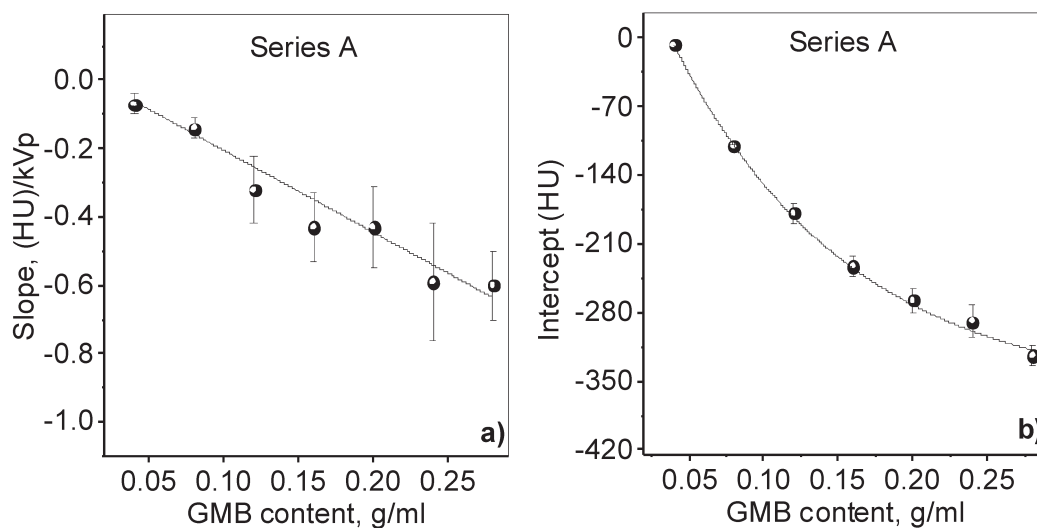 Series A
0.0
-0.2
-0.4
-0.6
-0.8
-1.0
Slope, (HU)/kVp
0.05 0.10 0.15 0.20 0.25
GMB content, g/ml
a)
Series A
0
-70
-140
-210
-280
-350
-420
Intercept (HU)
0.05 0.10 0.15 0.20 0.25
GMB content, g/ml
b)